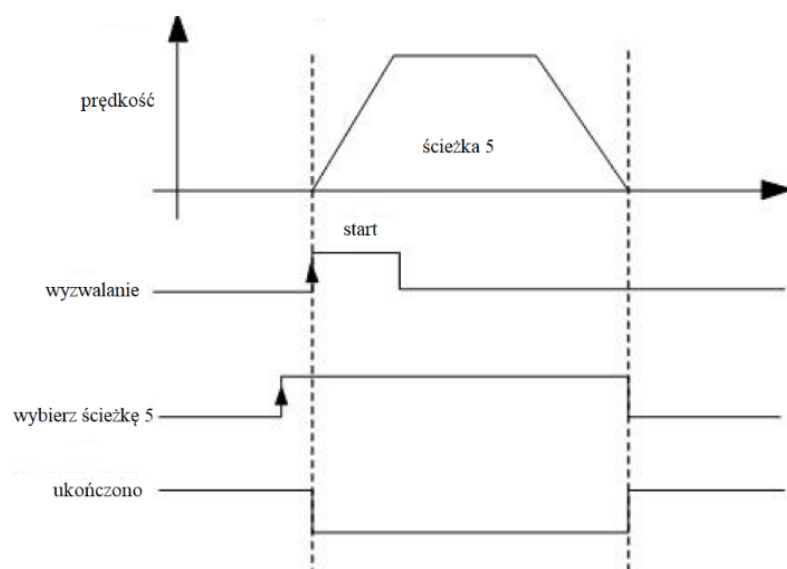 prędkość
ścieżka 5
start
wyzwalanie
wybierz ścieżkę 5
ukończono